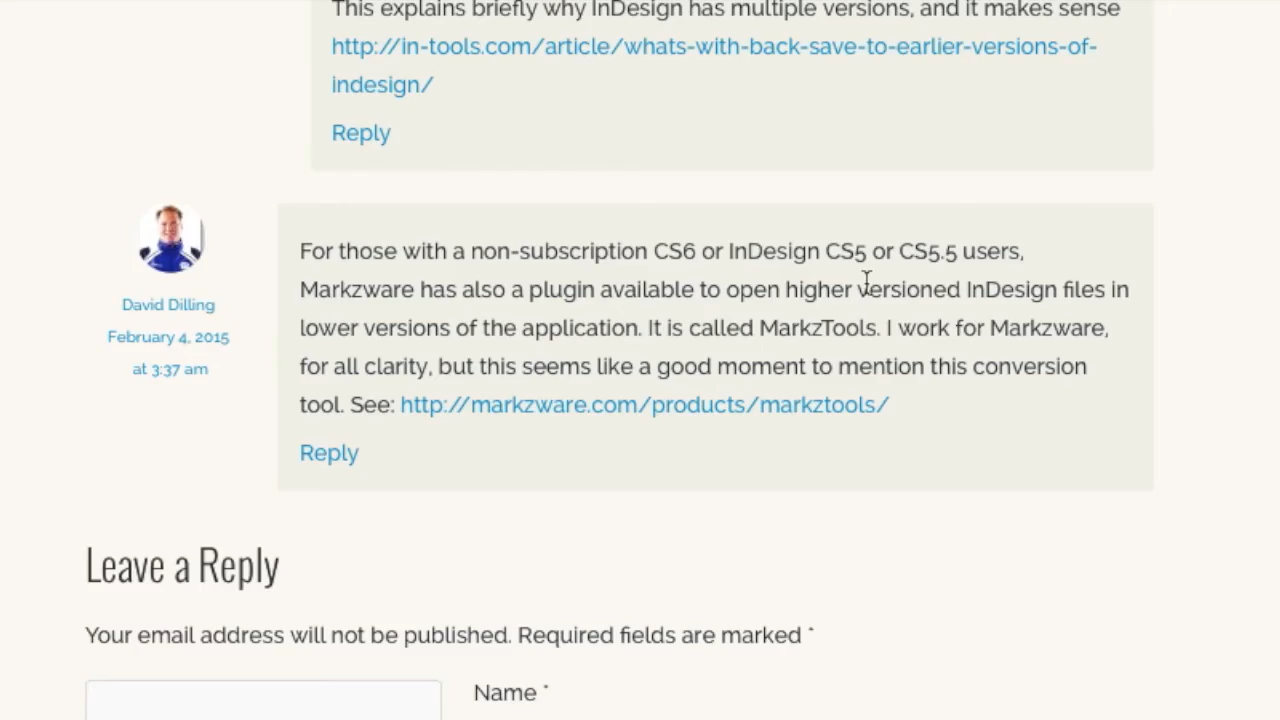 This explains briefly why InDesign has multiple versions, and it makes sense
http://in-tools.com/article/whats-with-back-save-to-earlier-versions-of-
indesign/
Reply
For those with a non-subscription CS6 or InDesign CS5 or CS5.5 users,
Markzware has also a plugin available to open higher versioned InDesign files in
lower versions of the application. It is called MarkzTools. I work for Markzware,
for all clarity, but this seems like a good moment to mention this conversion
tool. See: http://markzware.com/products/markztools/
Reply
David Dilling
February 4, 2015
at 3:37 am
Leave a Reply
Your email address will not be published. Required fields are marked *
Name *